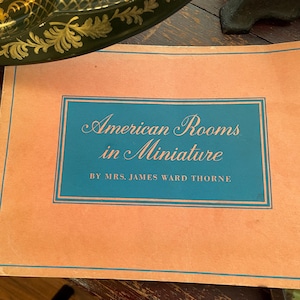 American Rooms
in Miniature
BY MRS. JAMES WARD THORNE